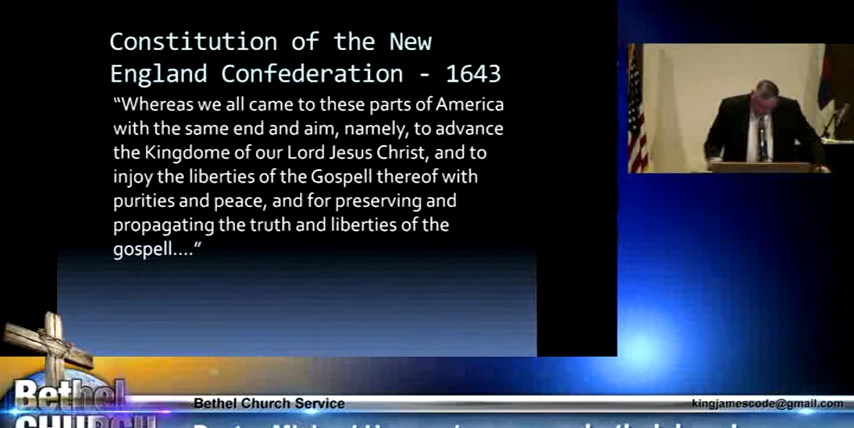 Constitution of the New
England Confederation - 1643
“Whereas we all came to these parts of America
with the same end and aim, namely, to advance
the Kingdome of our Lord Jesus Christ, and to
injoy the liberties of the Gospell thereof with
purities and peace, and for preserving and
propagating the truth and liberties of the
gospell....”
Bethel
CHURCH
Bethel Church Service
kingjamescode@gmail.com